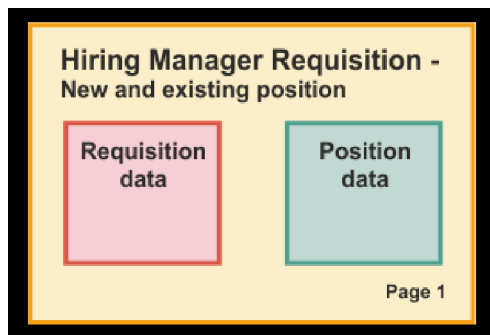 Hiring Manager Requisition -
New and existing position
Requisition
data
Position
data
Page 1